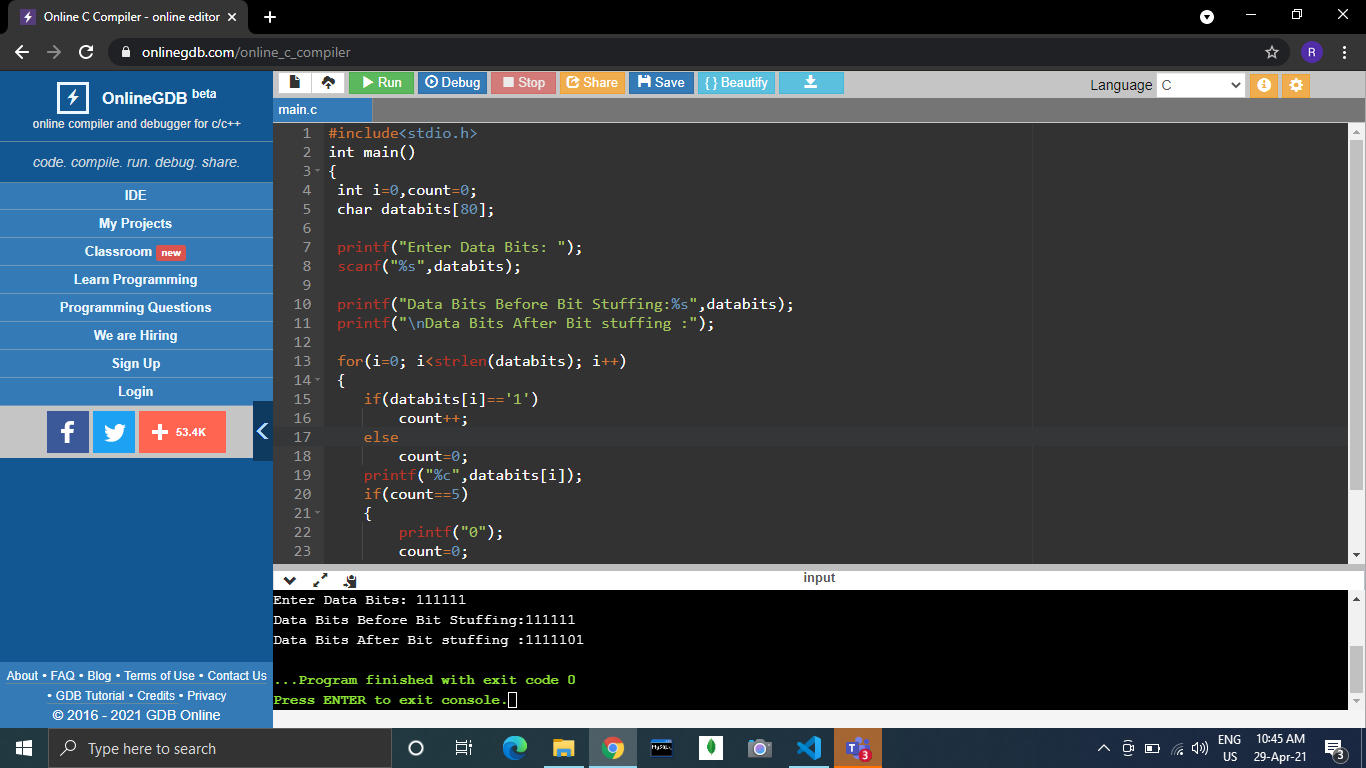 Online C Compiler - online editor
onlinegdb.com/online_c_compiler
R
OnlineGDB beta
online compiler and debugger for c/c++
code. compile. run. debug. share.
IDE
My Projects
Classroom new
Learn Programming
Programming Questions
We are Hiring
Sign Up
Login
53.4K
About • FAQ • Blog • Terms of Use • Contact Us
• GDB Tutorial • Credits • Privacy
© 2016 - 2021 GDB Online
Run Debug Stop Share Save { } Beautify
Language C
main.c
1 #include<stdio.h>
2 int main()
3 {
4 int i=0,count=0;
5 char databits[80];
6
7 printf("Enter Data Bits: ");
8 scanf("%s",databits);
9
10 printf("Data Bits Before Bit Stuffing:%s",databits);
11 printf("\nData Bits After Bit stuffing :");
12
13 for(i=0; i<strlen(databits); i++)
14 {
15 if(databits[i]=='1')
16 count++;
17 else
18 count=0;
19 printf("%c",databits[i]);
20 if(count==5)
21 {
22 printf("0");
23 count=0;
input
Enter Data Bits: 111111
Data Bits Before Bit Stuffing:111111
Data Bits After Bit stuffing :1111101
...Program finished with exit code 0
Press ENTER to exit console.
Type here to search
MySQL
3
ENG
US
10:45 AM
29-Apr-21
3